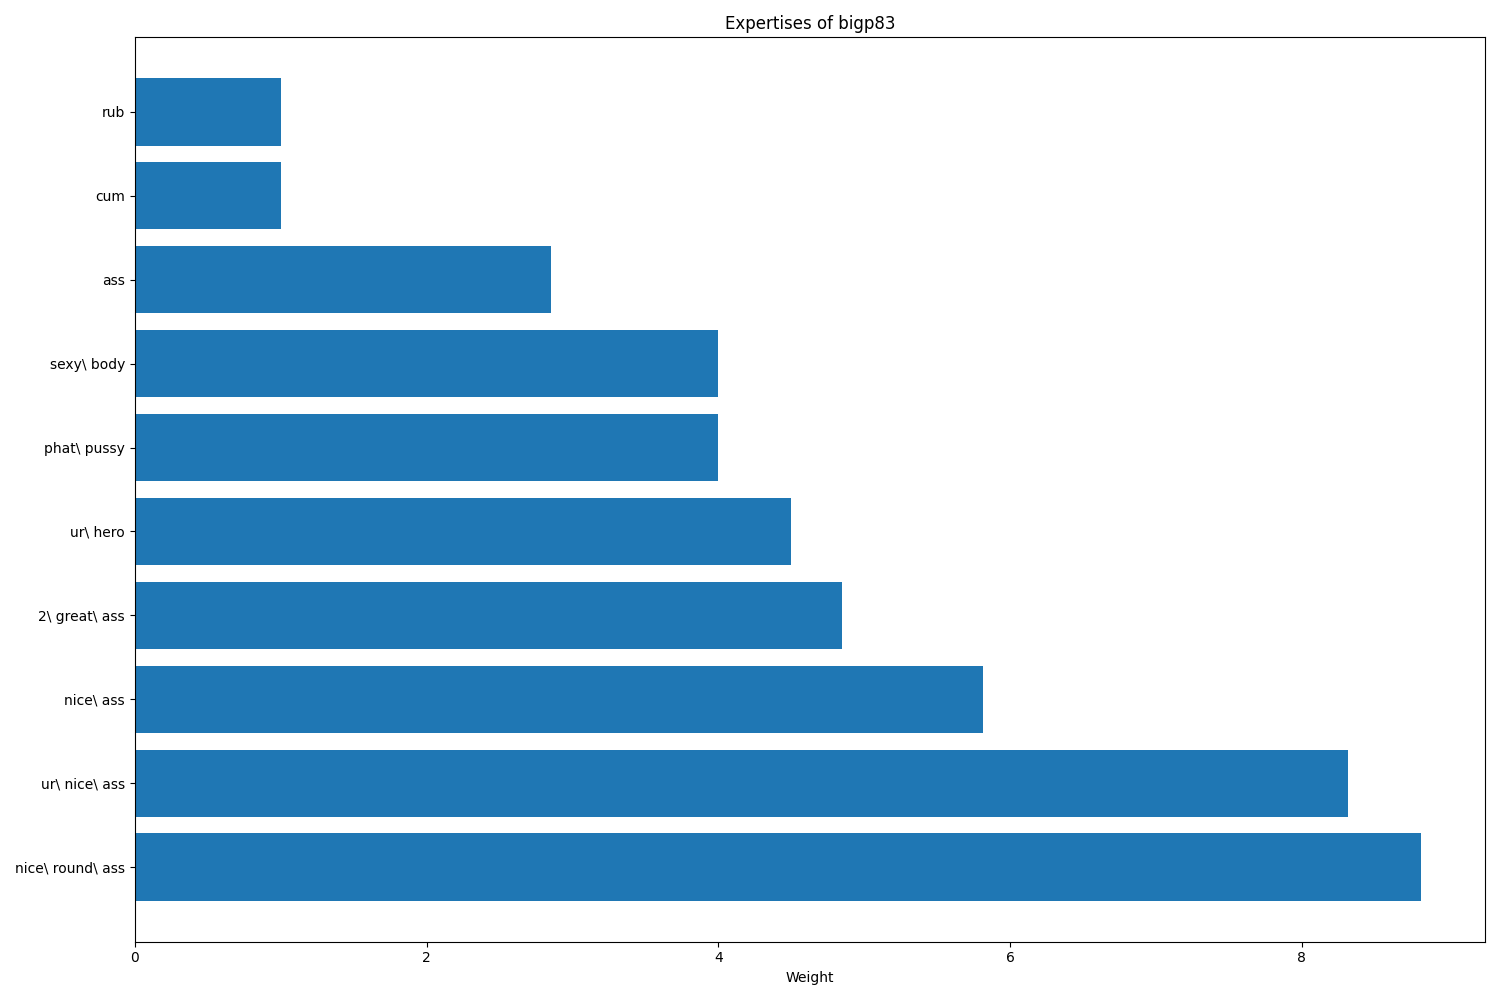 Expertises of bigp83
rub
cum
ass
sexy\ body
phat\ pussy
ur\ hero
2\ great\ ass
nice\ ass
ur\ nice\ ass
nice\ round\ ass
0 2 4 6 8
Weight